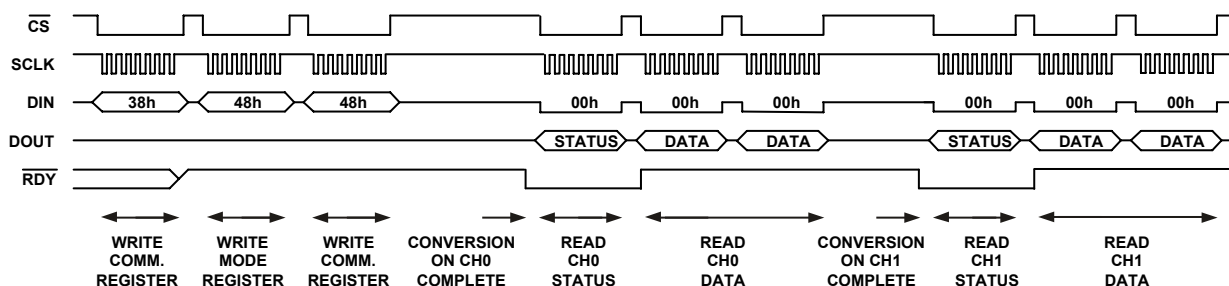 CS
SCLK
DIN 38h 48h 48h 00h 00h 00h 00h 00h 00h
DOUT STATUS DATA DATA STATUS DATA DATA
RDY
WRITE COMM. REGISTER
WRITE MODE REGISTER
WRITE COMM. REGISTER
CONVERSION ON CH0 COMPLETE
READ CH0 STATUS
READ CH0 DATA
CONVERSION ON CH1 COMPLETE
READ CH1 STATUS
READ CH1 DATA